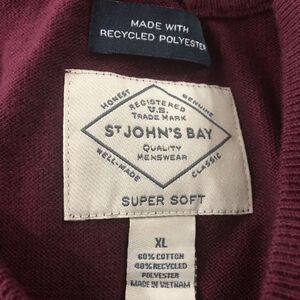 MADE WITH
RECYCLED POLYESTER
HONEST
GENUINE
REGISTERED
U.S.
TRADE MARK
ST JOHN'S BAY
QUALITY
MENSWEAR
WELL-MADE
CLASSIC
SUPER SOFT
XL
60% COTTON
40% RECYCLED
POLYESTER
MADE IN VIETNAM